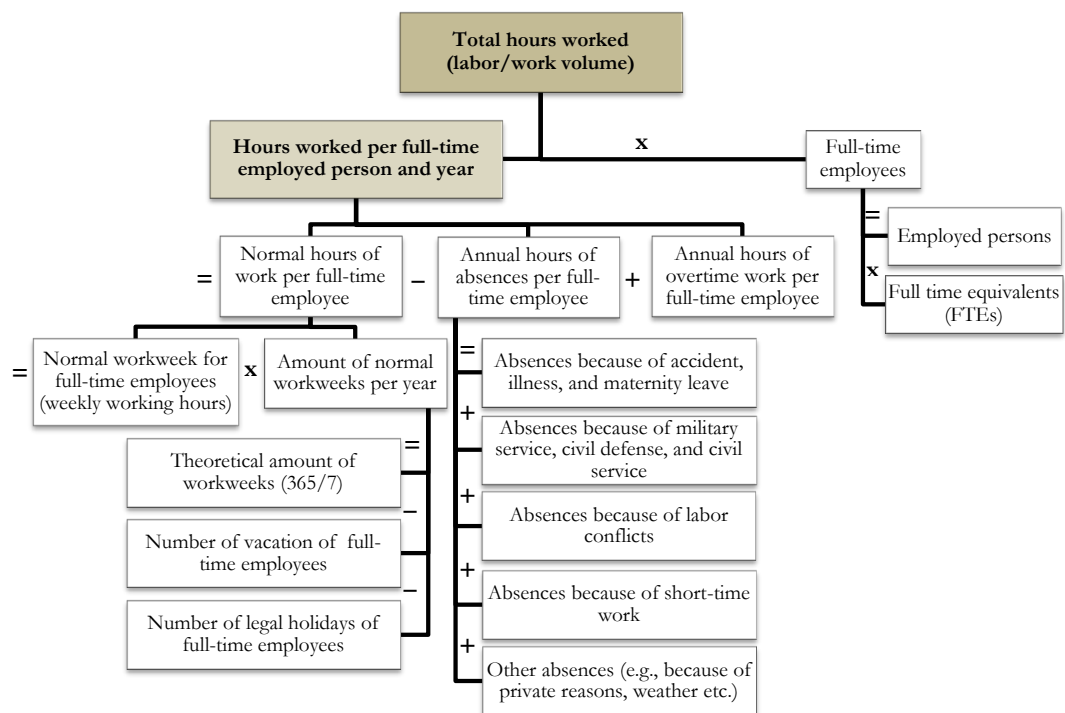 Total hours worked
(labor/work volume)
Hours worked per full-time
employed person and year
x
Full-time
employees
=
Employed persons
x
Full time equivalents
(FTEs)
=
Normal hours of
work per full-time
employee
−
Annual hours of
absences per full-
time employee
+
Annual hours of
overtime work per
full-time employee
=
Normal workweek for
full-time employees
(weekly working hours)
x
Amount of normal
workweeks per year
=
Theoretical amount of
workweeks (365/7)
−
Number of vacation of full-
time employees
−
Number of legal holidays of
full-time employees
=
Absences because of accident,
illness, and maternity leave
+
Absences because of military
service, civil defense, and civil
service
+
Absences because of labor
conflicts
+
Absences because of short-time
work
+
Other absences (e.g., because of
private reasons, weather etc.)